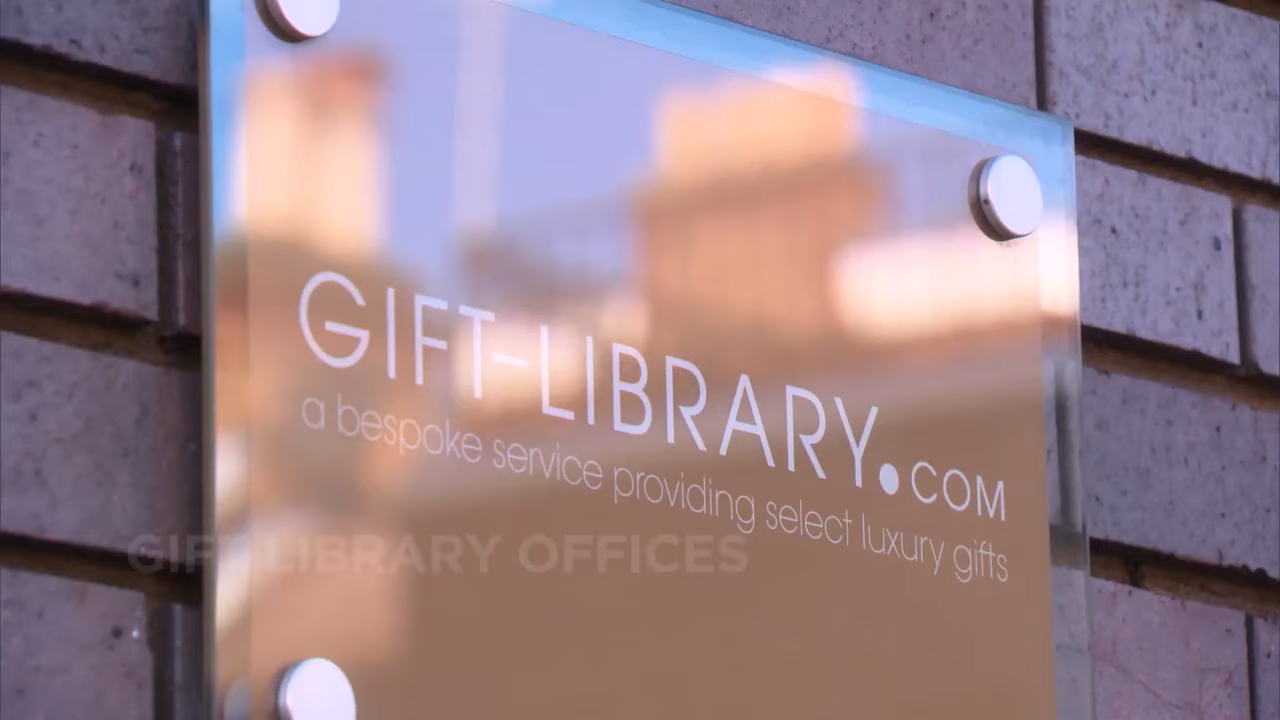 GIFT-LIBRARY.COM
a bespoke service providing select luxury gifts
GIFT LIBRARY OFFICES